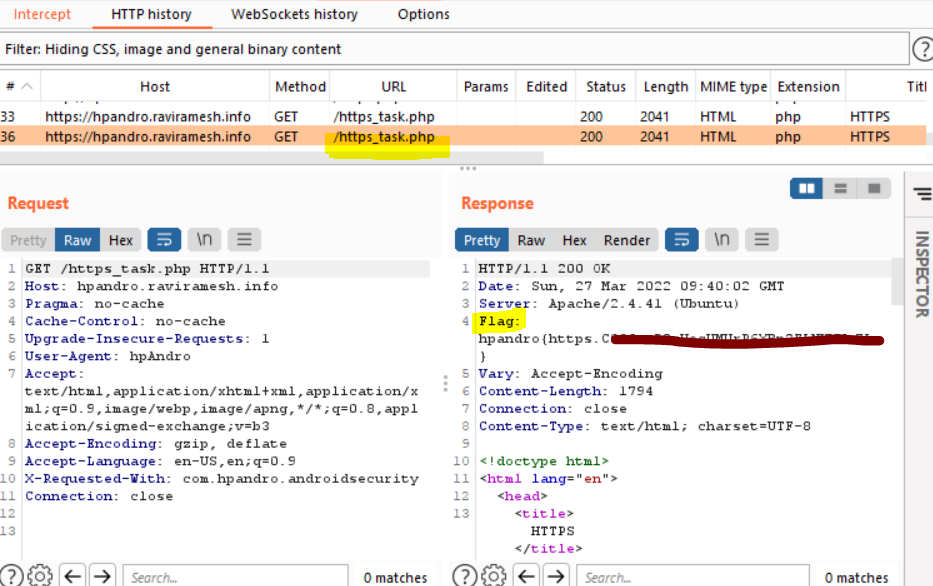 Intercept HTTP history WebSockets history Options
Filter: Hiding CSS, image and general binary content ?
# Host Method URL Params Edited Status Length MIME type Extension Titl
33 https://hpandro.raviramesh.info GET /https_task.php 200 2041 HTML php HTTPS
36 https://hpandro.raviramesh.info GET /https_task.php 200 2041 HTML php HTTPS
Request
Pretty Raw Hex \n
1 GET /https_task.php HTTP/1.1
2 Host: hpandro.raviramesh.info
3 Pragma: no-cache
4 Cache-Control: no-cache
5 Upgrade-Insecure-Requests: 1
6 User-Agent: hpAndro
7 Accept:
text/html,application/xhtml+xml,application/x
ml;q=0.9,image/webp,image/apng,*/*;q=0.8,appl
ication/signed-exchange;v=b3
8 Accept-Encoding: gzip, deflate
9 Accept-Language: en-US,en;q=0.9
10 X-Requested-With: com.hpandro.androidsecurity
11 Connection: close
12
13
? Search... 0 matches
Response
Pretty Raw Hex Render \n
1 HTTP/1.1 200 OK
2 Date: Sun, 27 Mar 2022 09:40:02 GMT
3 Server: Apache/2.4.41 (Ubuntu)
4 Flag:
hpandro{https.C
}
5 Vary: Accept-Encoding
6 Content-Length: 1794
7 Connection: close
8 Content-Type: text/html; charset=UTF-8
9
10 <!doctype html>
11 <html lang="en">
12 <head>
13 <title>
HTTPS
</title>
? Search... 0 matches
INSPECTOR